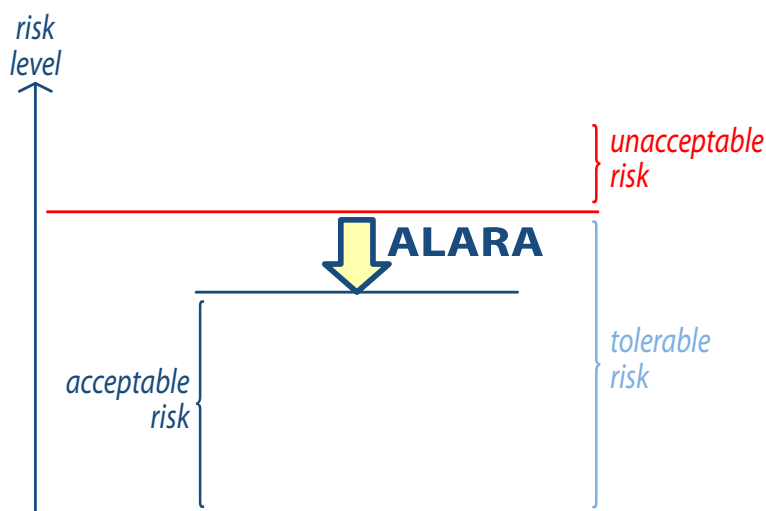 risk
level
unacceptable
risk
ALARA
tolerable
risk
acceptable
risk